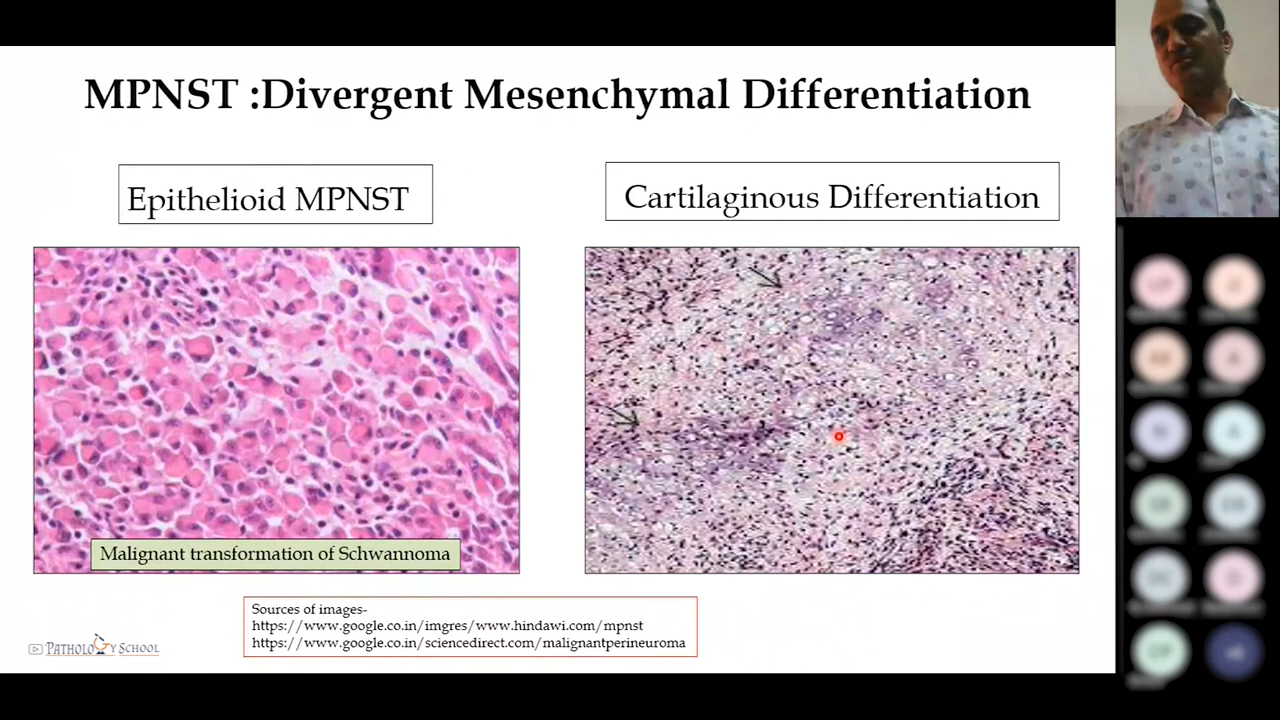 MPNST :Divergent Mesenchymal Differentiation
Epithelioid MPNST
Cartilaginous Differentiation
Malignant transformation of Schwannoma
Sources of images-
https://www.google.co.in/imgres/www.hindawi.com/mpnst
https://www.google.co.in/sciencedirect.com/malignantperineuroma
PATHOLOGY SCHOOL